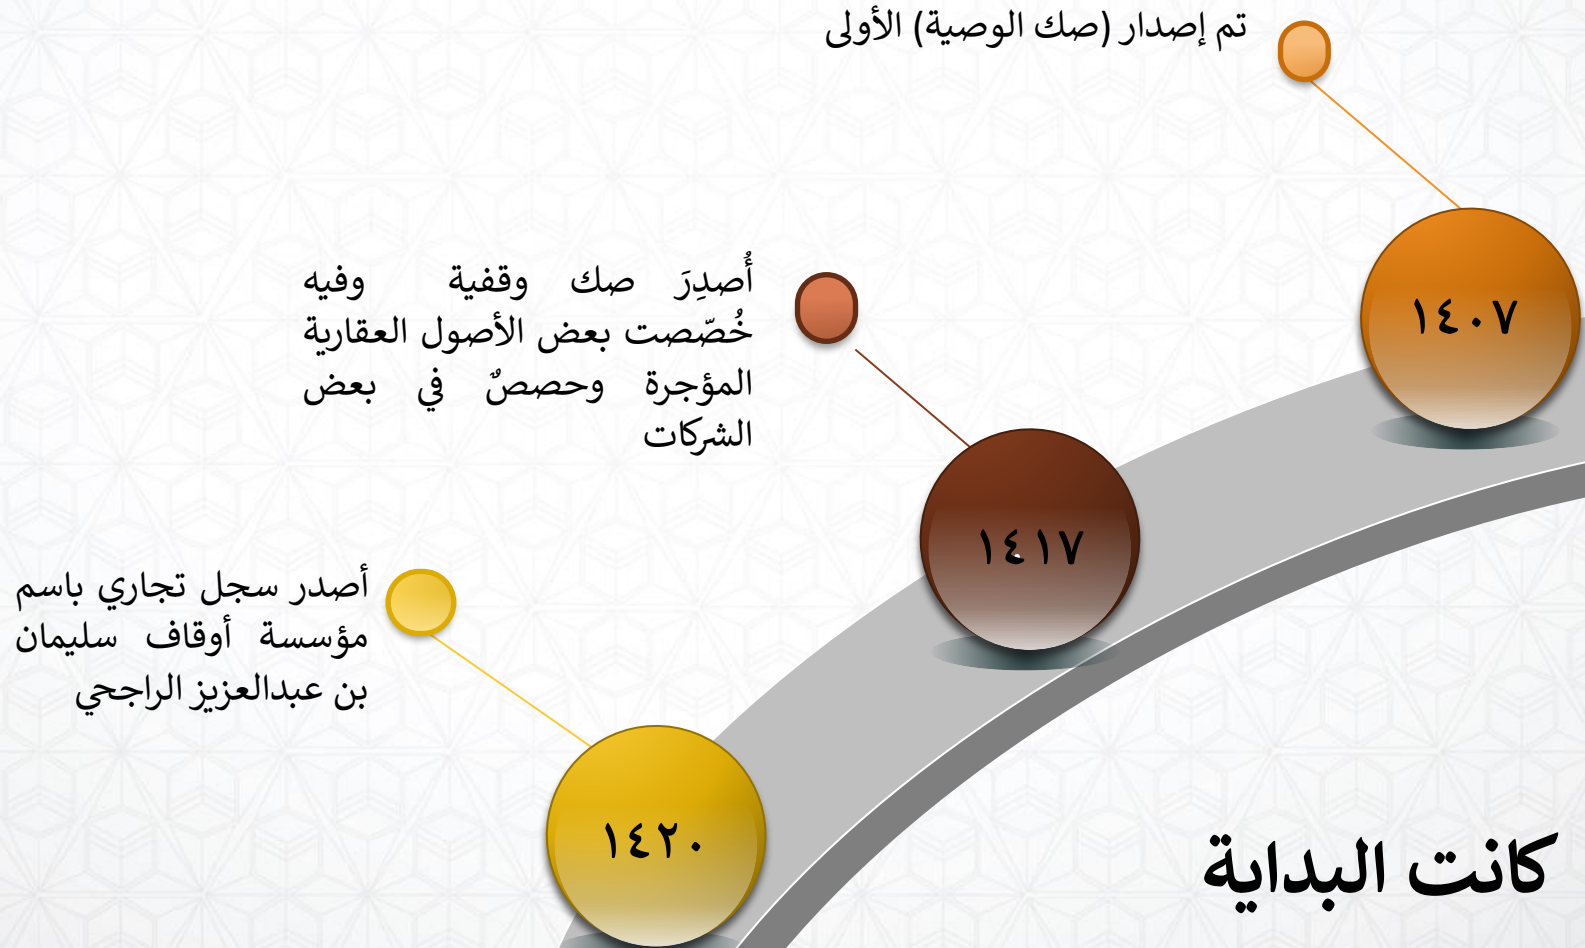 تم إصدار (صك الوصية) الأولى
١٤٠٧
أُصدِرَ صك وقفية وفيه
خُصّصت بعض الأصول العقارية
المؤجرة وحصصٌ في بعض
الشركات
١٤١٧
أصدر سجل تجاري باسم
مؤسسة أوقاف سليمان
بن عبدالعزيز الراجحي
١٤٢٠
كانت البداية